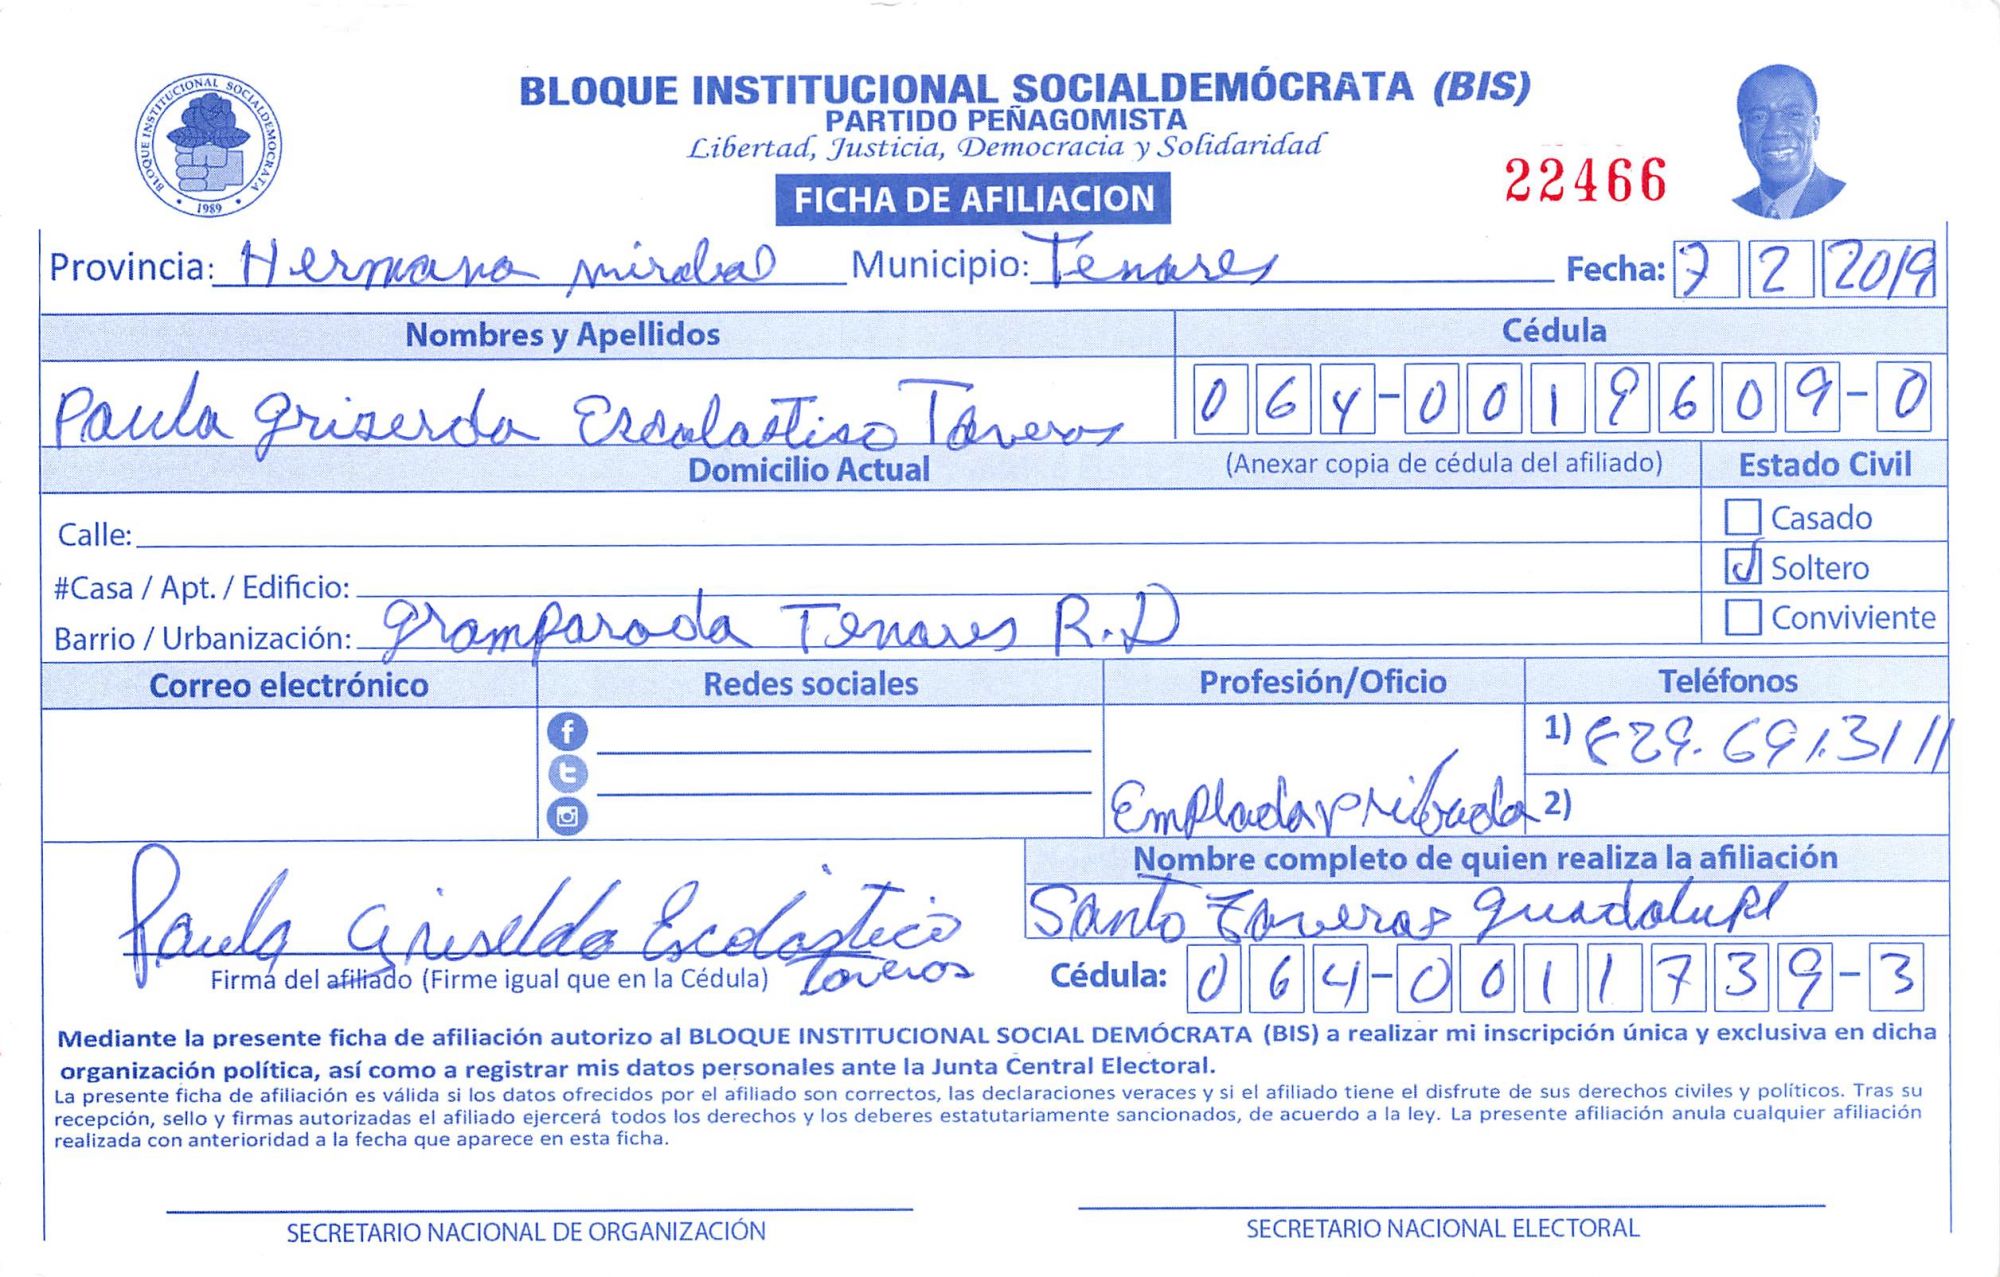 BLOQUE INSTITUCIONAL SOCIALDEMOCRATA
1989
BLOQUE INSTITUCIONAL SOCIALDEMÓCRATA (BIS)
PARTIDO PEÑAGOMISTA
Libertad, Justicia, Democracia y Solidaridad
FICHA DE AFILIACION
22466
Provincia: Hermana mirabal Municipio: Tenares Fecha: 7 2 2019
Nombres y Apellidos Cédula
Paula griserda Escolastiso Taveras 064-0019609-0
Domicilio Actual (Anexar copia de cédula del afiliado) Estado Civil
Calle: Casado
#Casa / Apt. / Edificio: Soltero
Barrio / Urbanización: gramparada Tenares R.D Conviviente
Correo electrónico Redes sociales Profesión/Oficio Teléfonos
1) 829.691.3111
Emplada pribada 2)
Nombre completo de quien realiza la afiliación
Paula Griselda Escolastico Taveros Santo Taveras guadalupe
Firma del afiliado (Firme igual que en la Cédula) Cédula: 064-0011739-3
Mediante la presente ficha de afiliación autorizo al BLOQUE INSTITUCIONAL SOCIAL DEMÓCRATA (BIS) a realizar mi inscripción única y exclusiva en dicha
organización política, así como a registrar mis datos personales ante la Junta Central Electoral.
La presente ficha de afiliación es válida si los datos ofrecidos por el afiliado son correctos, las declaraciones veraces y si el afiliado tiene el disfrute de sus derechos civiles y políticos. Tras su
recepción, sello y firmas autorizadas el afiliado ejercerá todos los derechos y los deberes estatutariamente sancionados, de acuerdo a la ley. La presente afiliación anula cualquier afiliación
realizada con anterioridad a la fecha que aparece en esta ficha.
SECRETARIO NACIONAL DE ORGANIZACIÓN SECRETARIO NACIONAL ELECTORAL